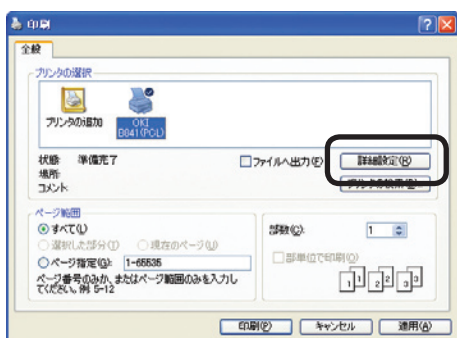 印刷
全般
プリンタの選択
プリンタの追加
OKI
B841(PCL)
状態: 準備完了
場所:
コメント:
ファイルへ出力(F)
詳細設定(R)
ページ範囲
すべて(L)
選択した部分(T)
現在のページ(U)
ページ指定(G): 1-65535
ページ番号のみか、またはページ範囲のみを入力し
てください。例 5-12
部数(C): 1
部単位で印刷(O)
1 1 2 2 3 3
印刷(P)
キャンセル
適用(A)